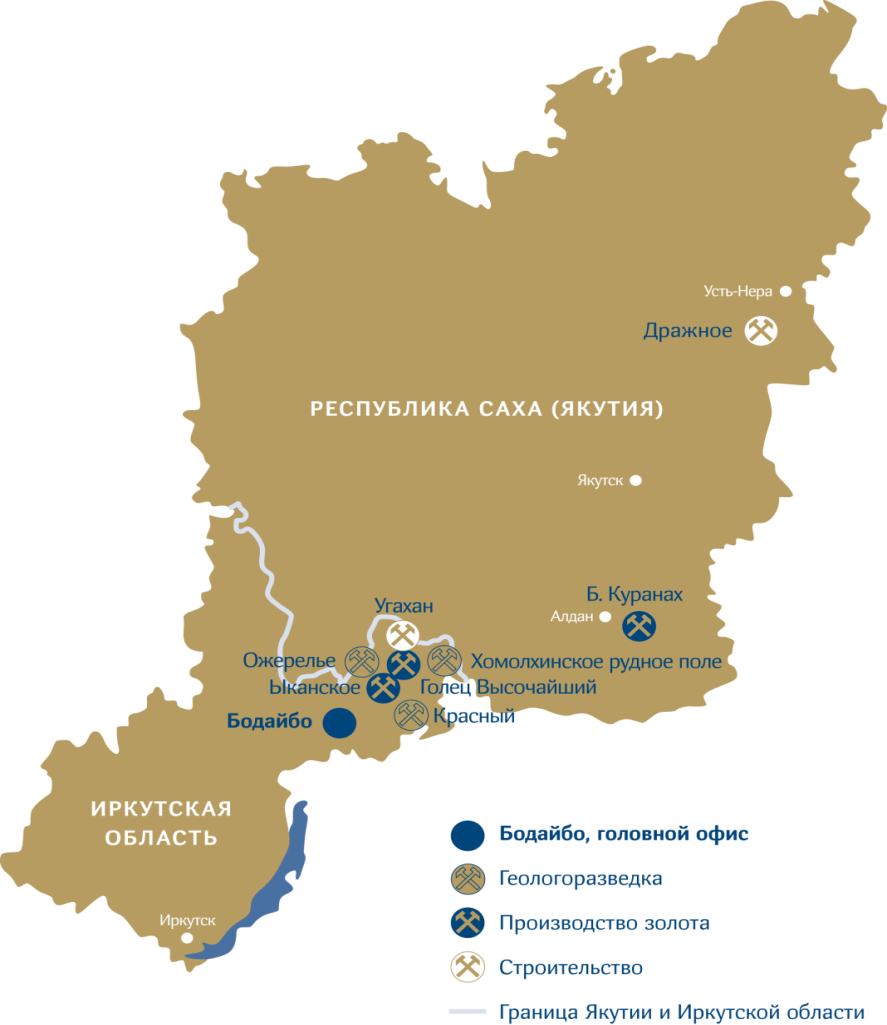 Усть-Нера
Дражное
РЕСПУБЛИКА САХА (ЯКУТИЯ)
Якутск
Б. Куранах
Алдан
Угахан
Ожерелье
Хомолхинское рудное поле
Ыканское
Голец Высочайший
Красный
Бодайбо
ИРКУТСКАЯ
ОБЛАСТЬ
Иркутск
Бодайбо, головной офис
Геологоразведка
Производство золота
Строительство
Граница Якутии и Иркутской области